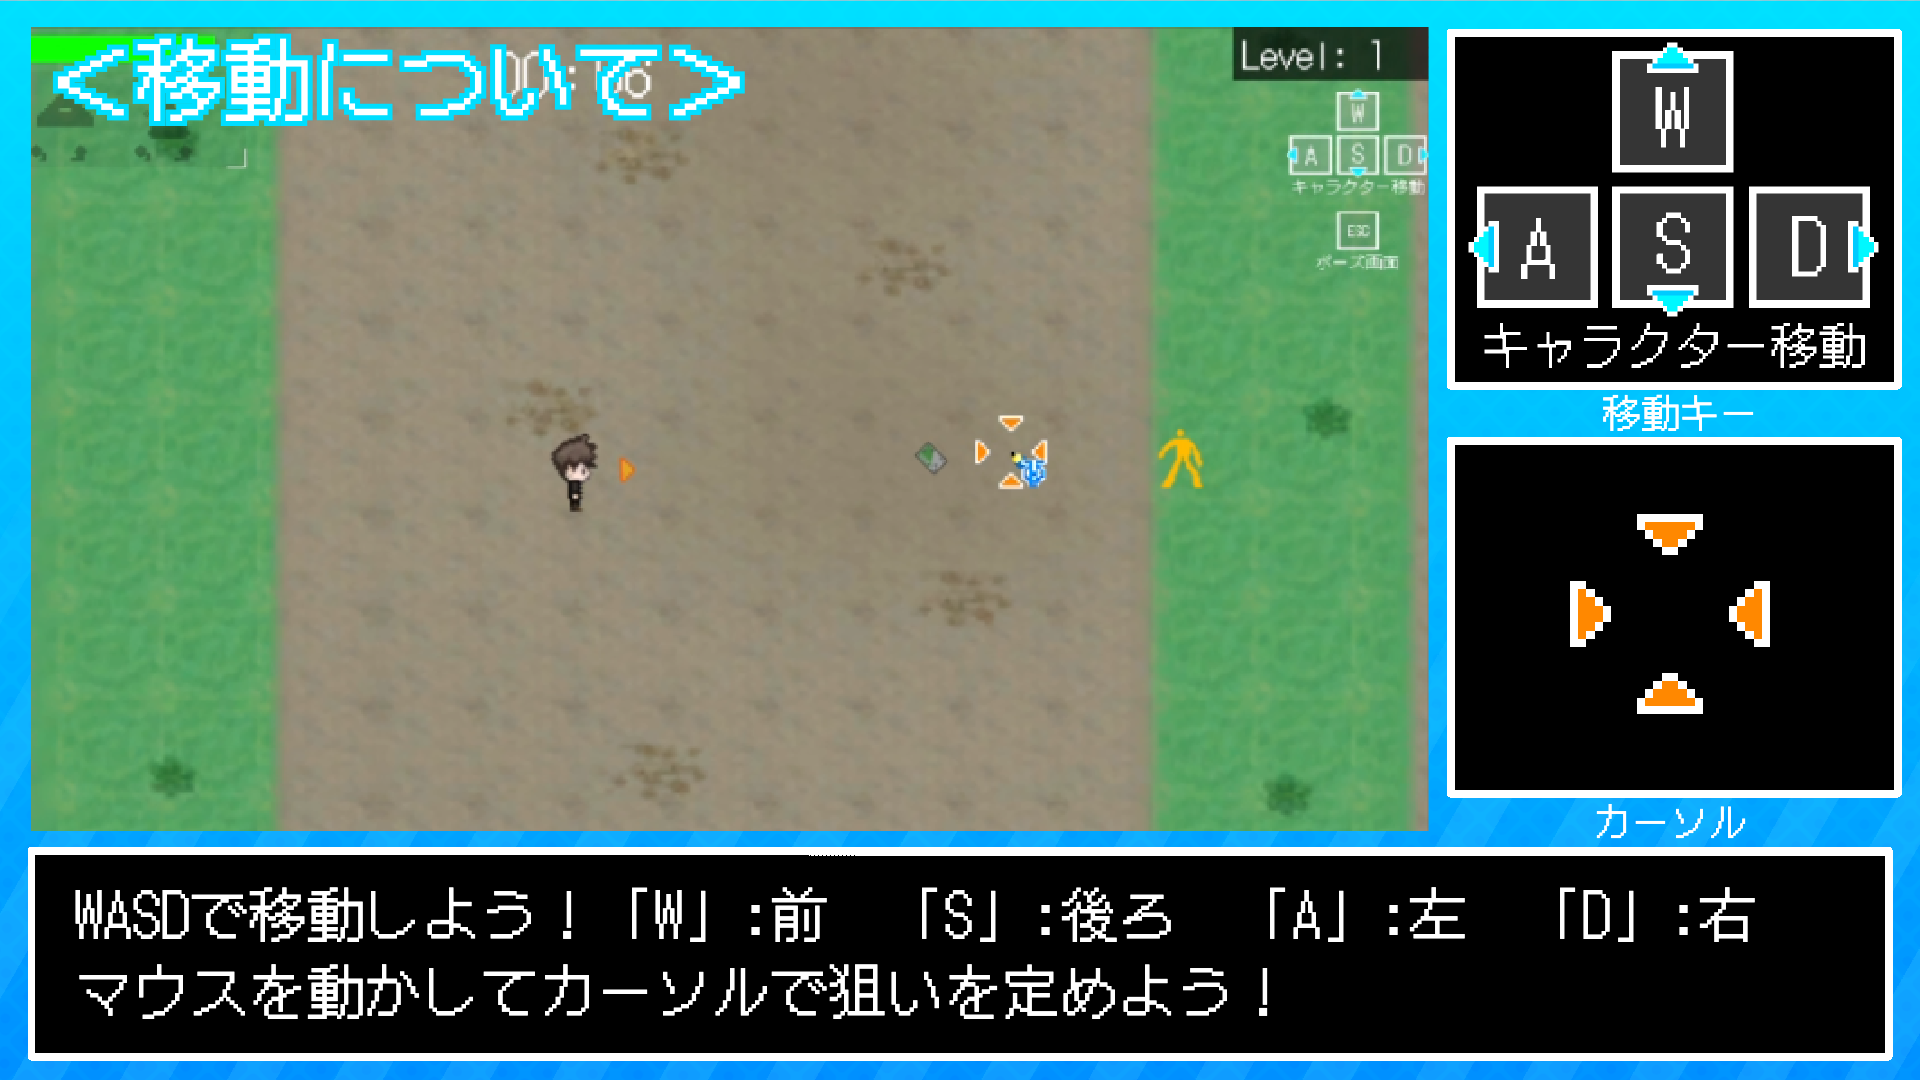 <移動について>
Level: 1
W
A S D
キャラクター移動
ESC
ポーズ画面
W
A S D
キャラクター移動
移動キー
カーソル
WASDで移動しよう！「W」:前　「S」:後ろ　「A」:左　「D」:右
マウスを動かしてカーソルで狙いを定めよう！